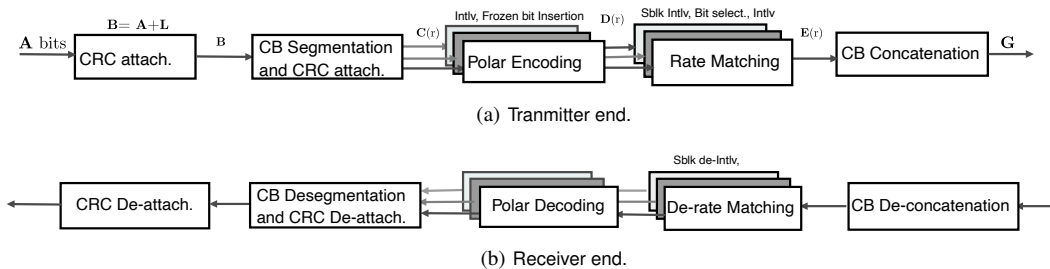 B= A+L
Intlv, Frozen bit Insertion
Sblk Intlv, Bit select., Intlv
A bits
B
C(r)
D(r)
E(r)
G
CRC attach.
CB Segmentation
and CRC attach.
Polar Encoding
Rate Matching
CB Concatenation
(a) Tranmitter end.
Sblk de-Intlv,
CRC De-attach.
CB Desegmentation
and CRC De-attach.
Polar Decoding
De-rate Matching
CB De-concatenation
(b) Receiver end.